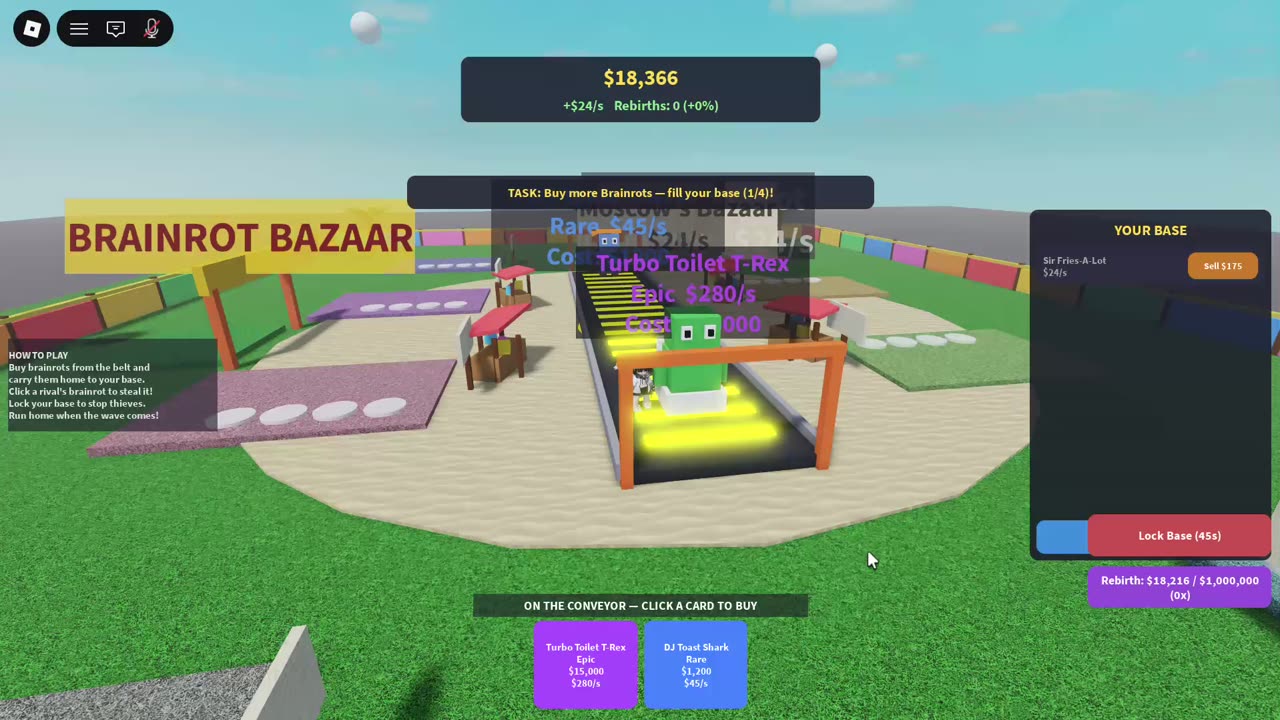 $18,366
+$24/s Rebirths: 0 (+0%)
TASK: Buy more Brainrots — fill your base (1/4)!
BRAINROT BAZAAR
Moscow's Bazaar
Rare $45/s
$24/s
$24/s
Turbo Toilet T-Rex
Epic $280/s
HOW TO PLAY
Buy brainrots from the belt and
carry them home to your base.
Click a rival's brainrot to steal it!
Lock your base to stop thieves.
Run home when the wave comes!
YOUR BASE
Sir Fries-A-Lot
$24/s
Sell $175
Lock Base (45s)
Rebirth: $18,216 / $1,000,000
(0x)
ON THE CONVEYOR — CLICK A CARD TO BUY
Turbo Toilet T-Rex
Epic
$15,000
$280/s
DJ Toast Shark
Rare
$1,200
$45/s